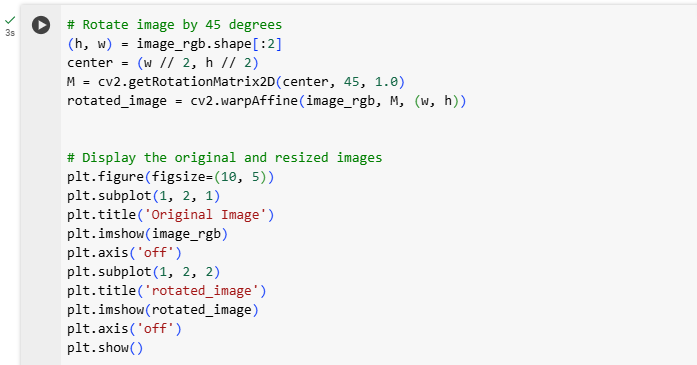 3s
# Rotate image by 45 degrees
(h, w) = image_rgb.shape[:2]
center = (w // 2, h // 2)
M = cv2.getRotationMatrix2D(center, 45, 1.0)
rotated_image = cv2.warpAffine(image_rgb, M, (w, h))
# Display the original and resized images
plt.figure(figsize=(10, 5))
plt.subplot(1, 2, 1)
plt.title('Original Image')
plt.imshow(image_rgb)
plt.axis('off')
plt.subplot(1, 2, 2)
plt.title('rotated_image')
plt.imshow(rotated_image)
plt.axis('off')
plt.show()